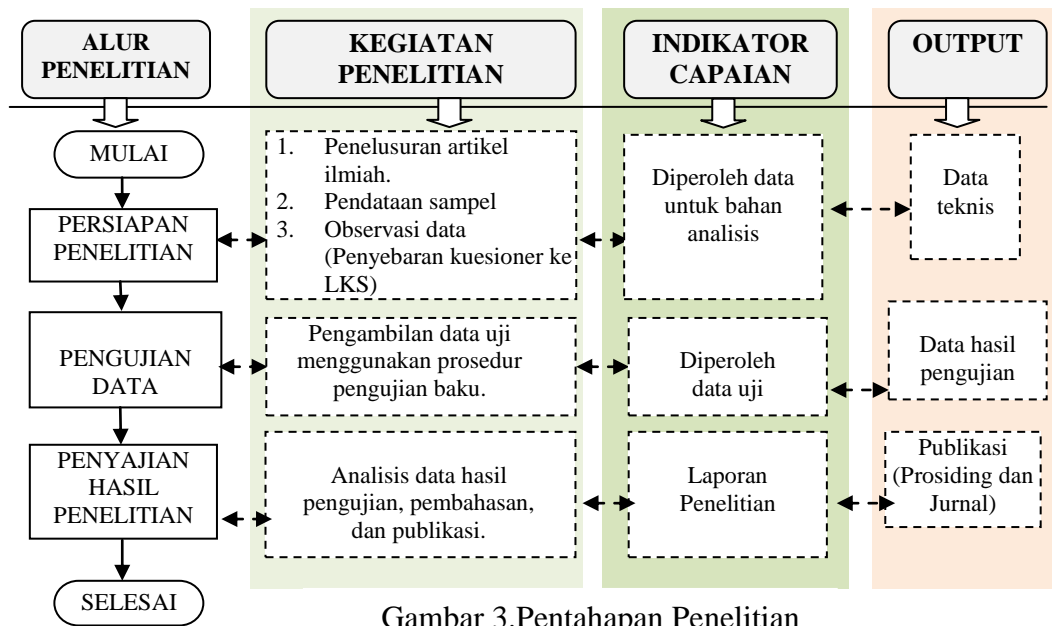 ALUR
PENELITIAN
KEGIATAN
PENELITIAN
INDIKATOR
CAPAIAN
OUTPUT
MULAI
PERSIAPAN
PENELITIAN
1. Penelusuran artikel
ilmiah.
2. Pendataan sampel
3. Observasi data
(Penyebaran kuesioner ke
LKS)
Diperoleh data
untuk bahan
analisis
Data
teknis
PENGUJIAN
DATA
Pengambilan data uji
menggunakan prosedur
pengujian baku.
Diperoleh
data uji
Data hasil
pengujian
PENYAJIAN
HASIL
PENELITIAN
Analisis data hasil
pengujian, pembahasan,
dan publikasi.
Laporan
Penelitian
Publikasi
(Prosiding dan
Jurnal)
SELESAI
Gambar 3.Pentahapan Penelitian